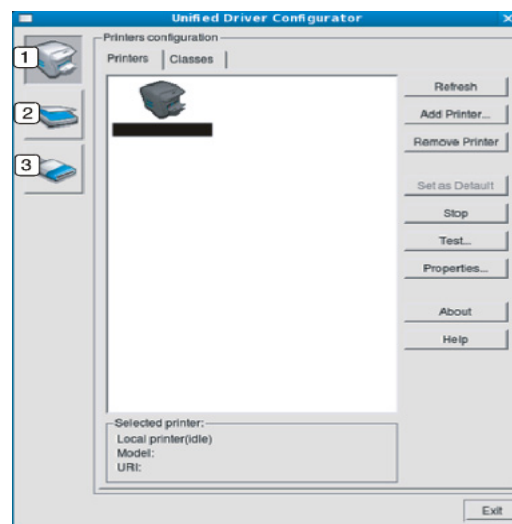 Unified Driver Configurator
Printers configuration
1
2
3
Printers
Classes
Refresh
Add Printer...
Remove Printer
Set as Default
Stop
Test...
Properties...
About
Help
Selected printer:
Local printer(idle)
Model:
URI:
Exit